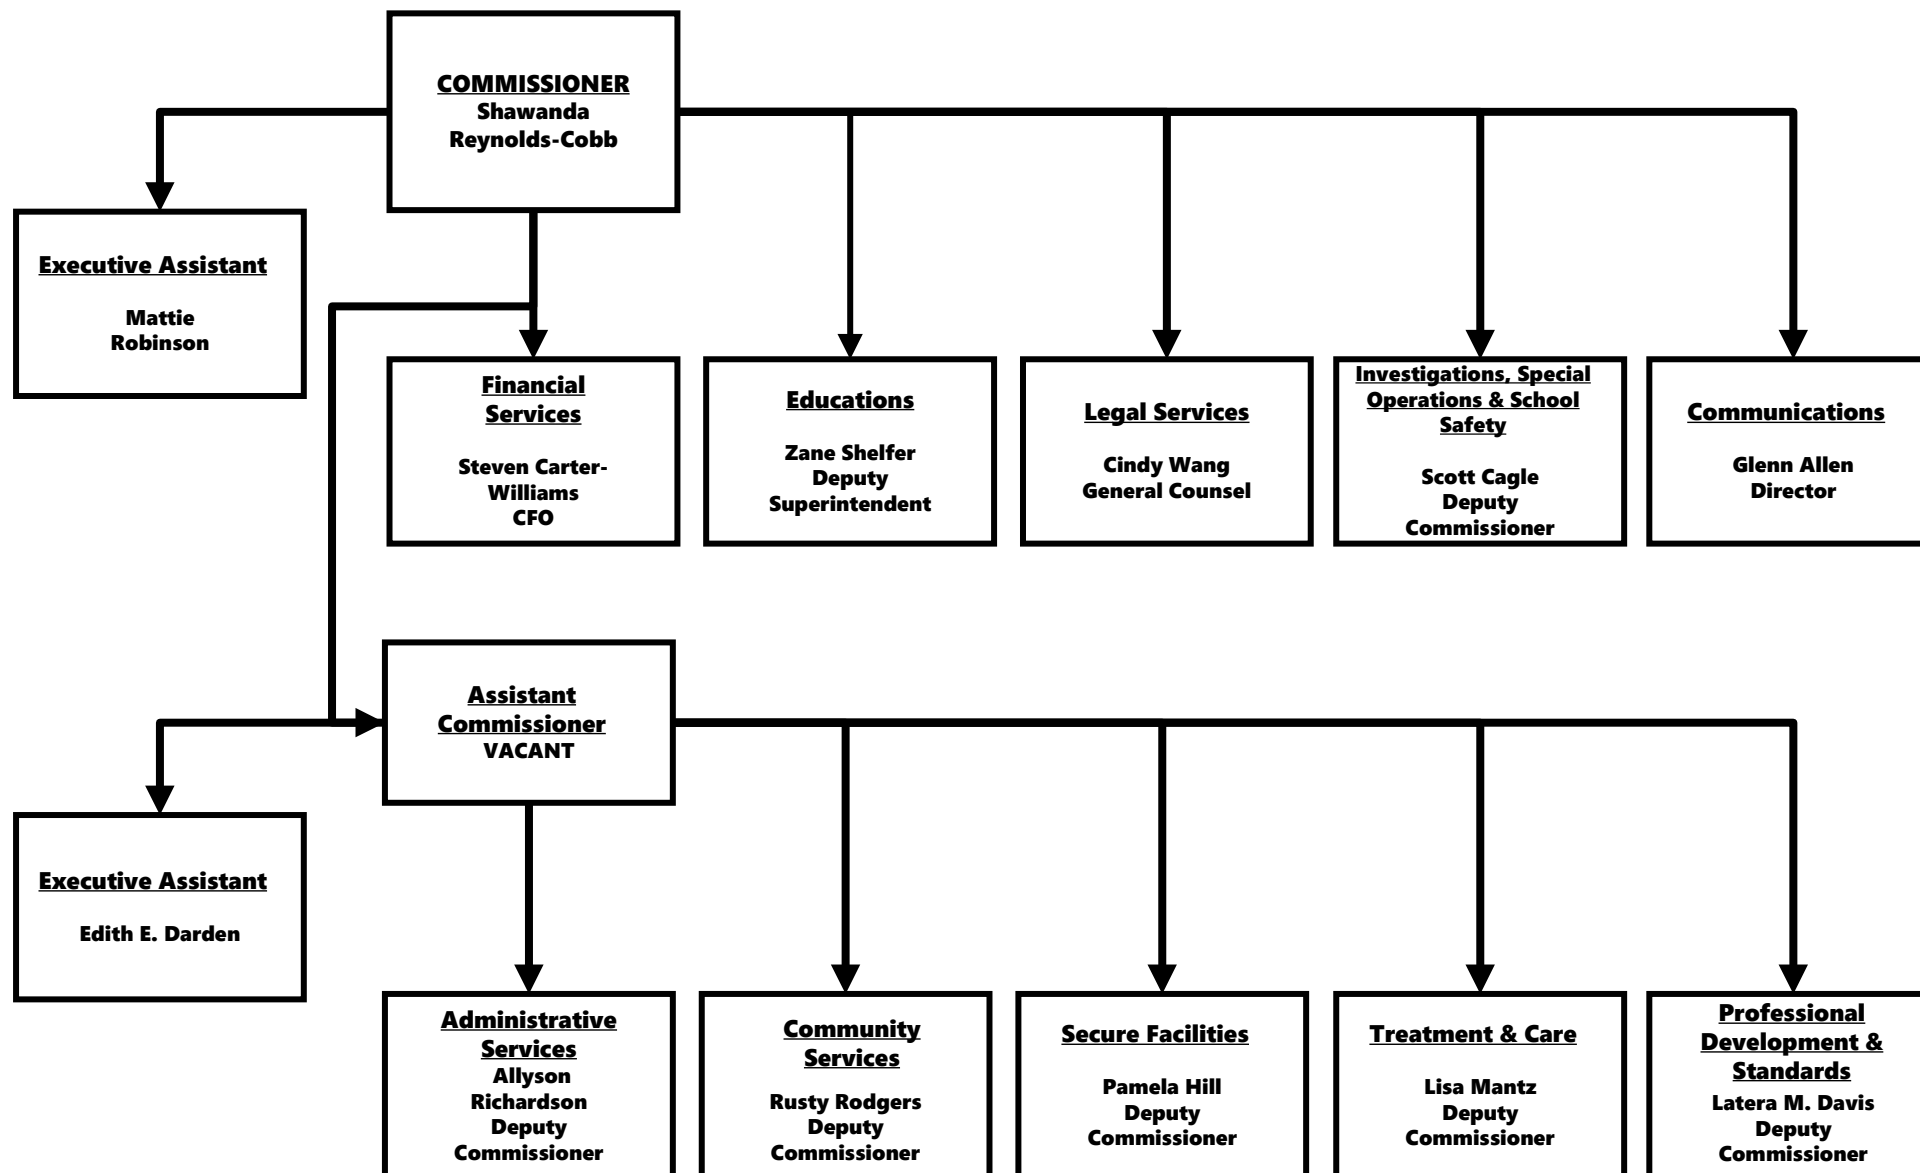 COMMISSIONER
Shawanda
Reynolds-Cobb
Executive Assistant
Mattie
Robinson
Financial
Services
Steven Carter-
Williams
CFO
Educations
Zane Shelfer
Deputy
Superintendent
Legal Services
Cindy Wang
General Counsel
Investigations, Special
Operations & School
Safety
Scott Cagle
Deputy
Commissioner
Communications
Glenn Allen
Director
Assistant
Commissioner
VACANT
Executive Assistant
Edith E. Darden
Administrative
Services
Allyson
Richardson
Deputy
Commissioner
Community
Services
Rusty Rodgers
Deputy
Commissioner
Secure Facilities
Pamela Hill
Deputy
Commissioner
Treatment & Care
Lisa Mantz
Deputy
Commissioner
Professional
Development &
Standards
Latera M. Davis
Deputy
Commissioner